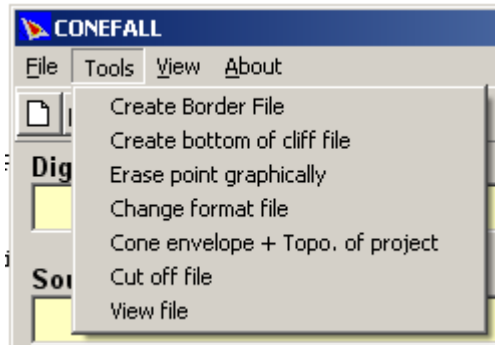 CONEFALL
File Tools View About
Create Border File
Create bottom of cliff file
Erase point graphically
Change format file
Cone envelope + Topo. of project
Cut off file
View file
Dig
Sou